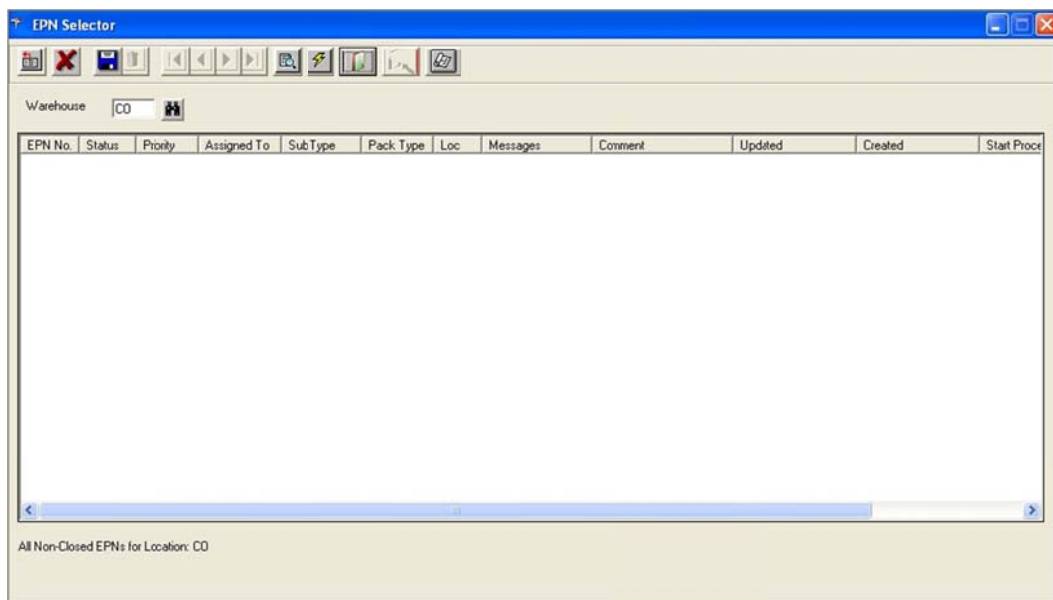 EPN Selector
Warehouse CO
EPN No. Status Priority Assigned To SubType Pack Type Loc Messages Comment Updated Created Start Proce
All Non-Closed EPNs for Location: CO